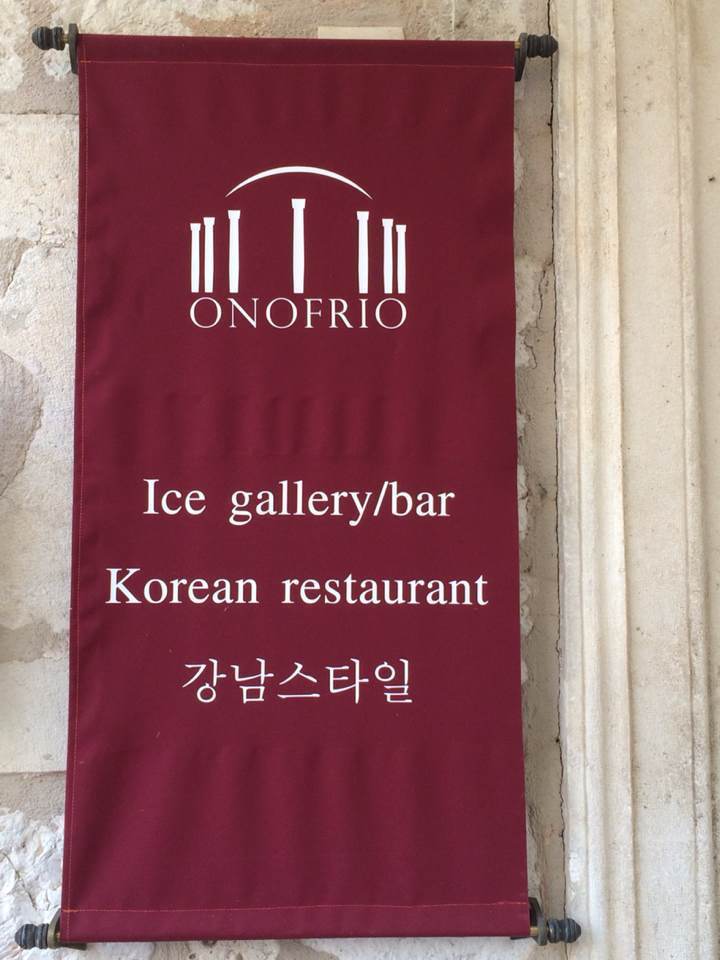 ONOFRIO
Ice gallery/bar
Korean restaurant
강남스타일